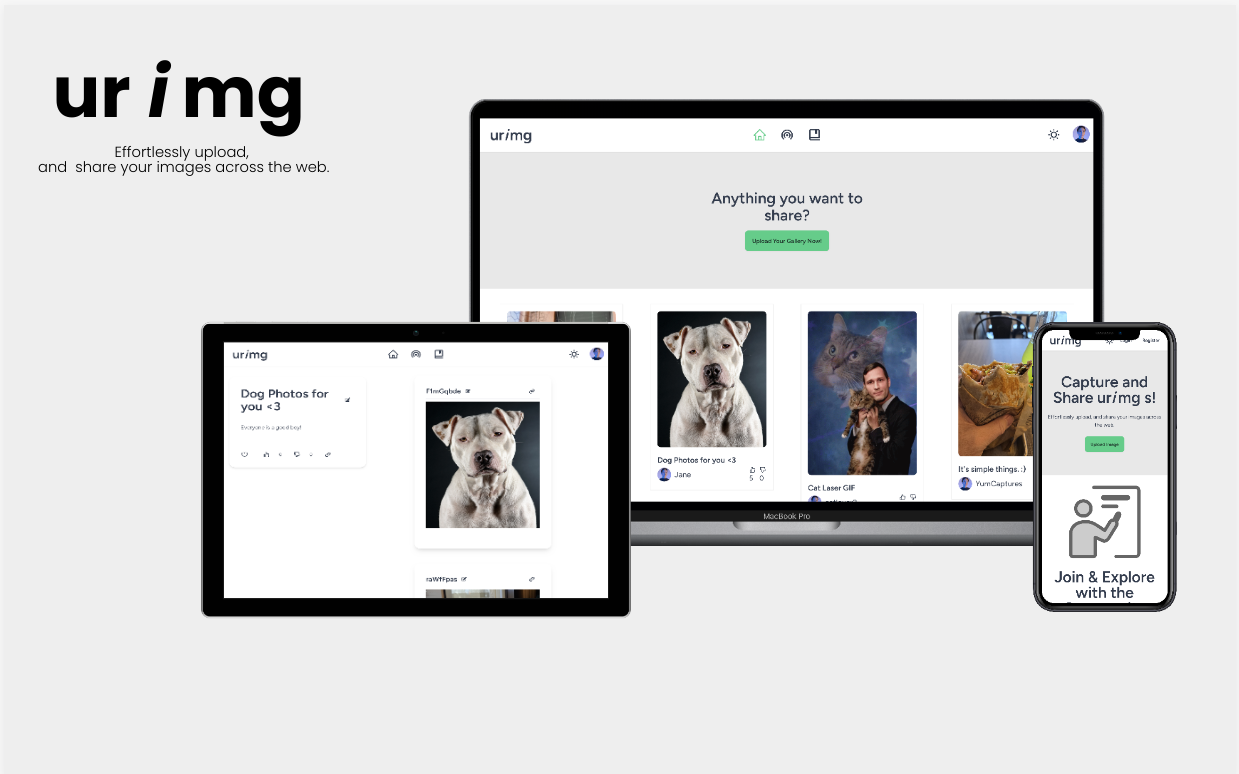 ur i mg
Effortlessly upload,
and share your images across the web.
urimg
Anything you want to
share?
Upload Your Gallery Now!
Dog Photos for you <3
Jane
5 0
Cat Laser GIF
It's simple things. :)
YumCaptures
MacBook Pro
urimg
Dog Photos for
you <3
Everyone is a good boy!
F1mGqbde
raWfFpas
urimg
Register
Capture and
Share urimg s!
Effortlessly upload, and share your images across
the web.
Upload Image
Join & Explore
with the